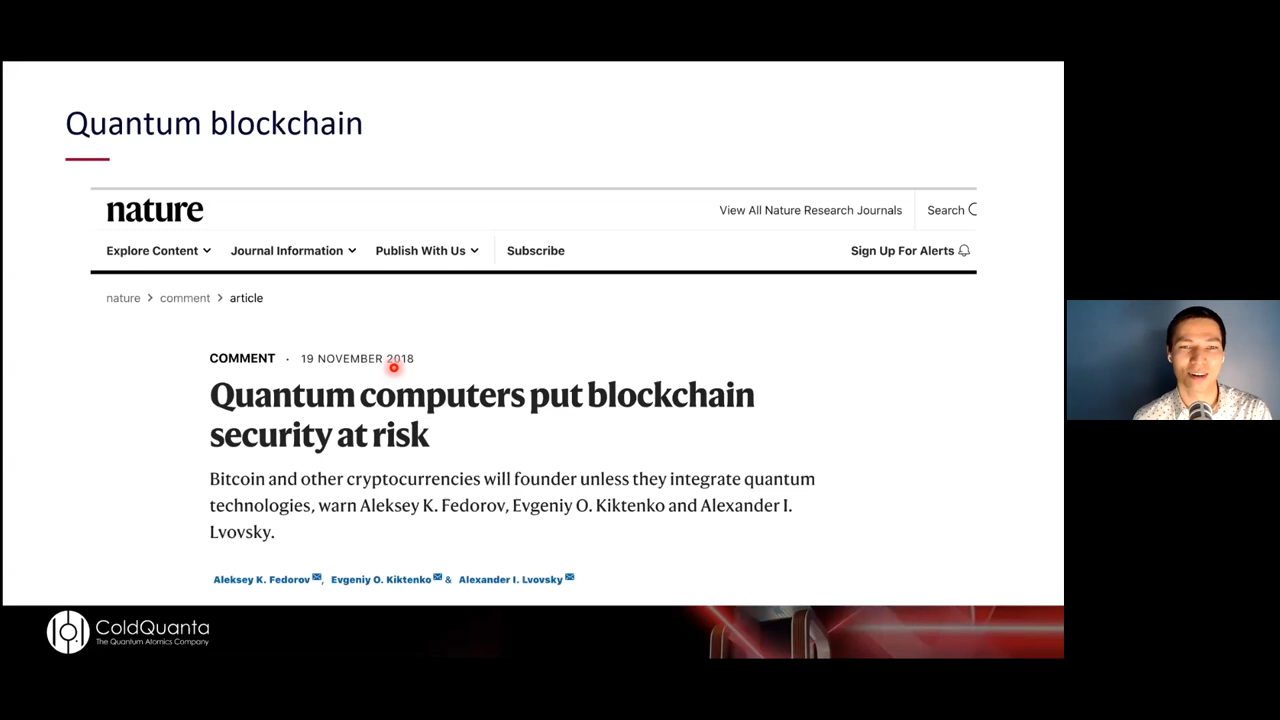 Quantum blockchain
nature
View All Nature Research Journals
Search
Explore Content
Journal Information
Publish With Us
Subscribe
Sign Up For Alerts
nature > comment > article
COMMENT · 19 NOVEMBER 2018
Quantum computers put blockchain
security at risk
Bitcoin and other cryptocurrencies will founder unless they integrate quantum
technologies, warn Aleksey K. Fedorov, Evgeniy O. Kiktenko and Alexander I.
Lvovsky.
Aleksey K. Fedorov, Evgeniy O. Kiktenko & Alexander I. Lvovsky
ColdQuanta
The Quantum Atomics Company